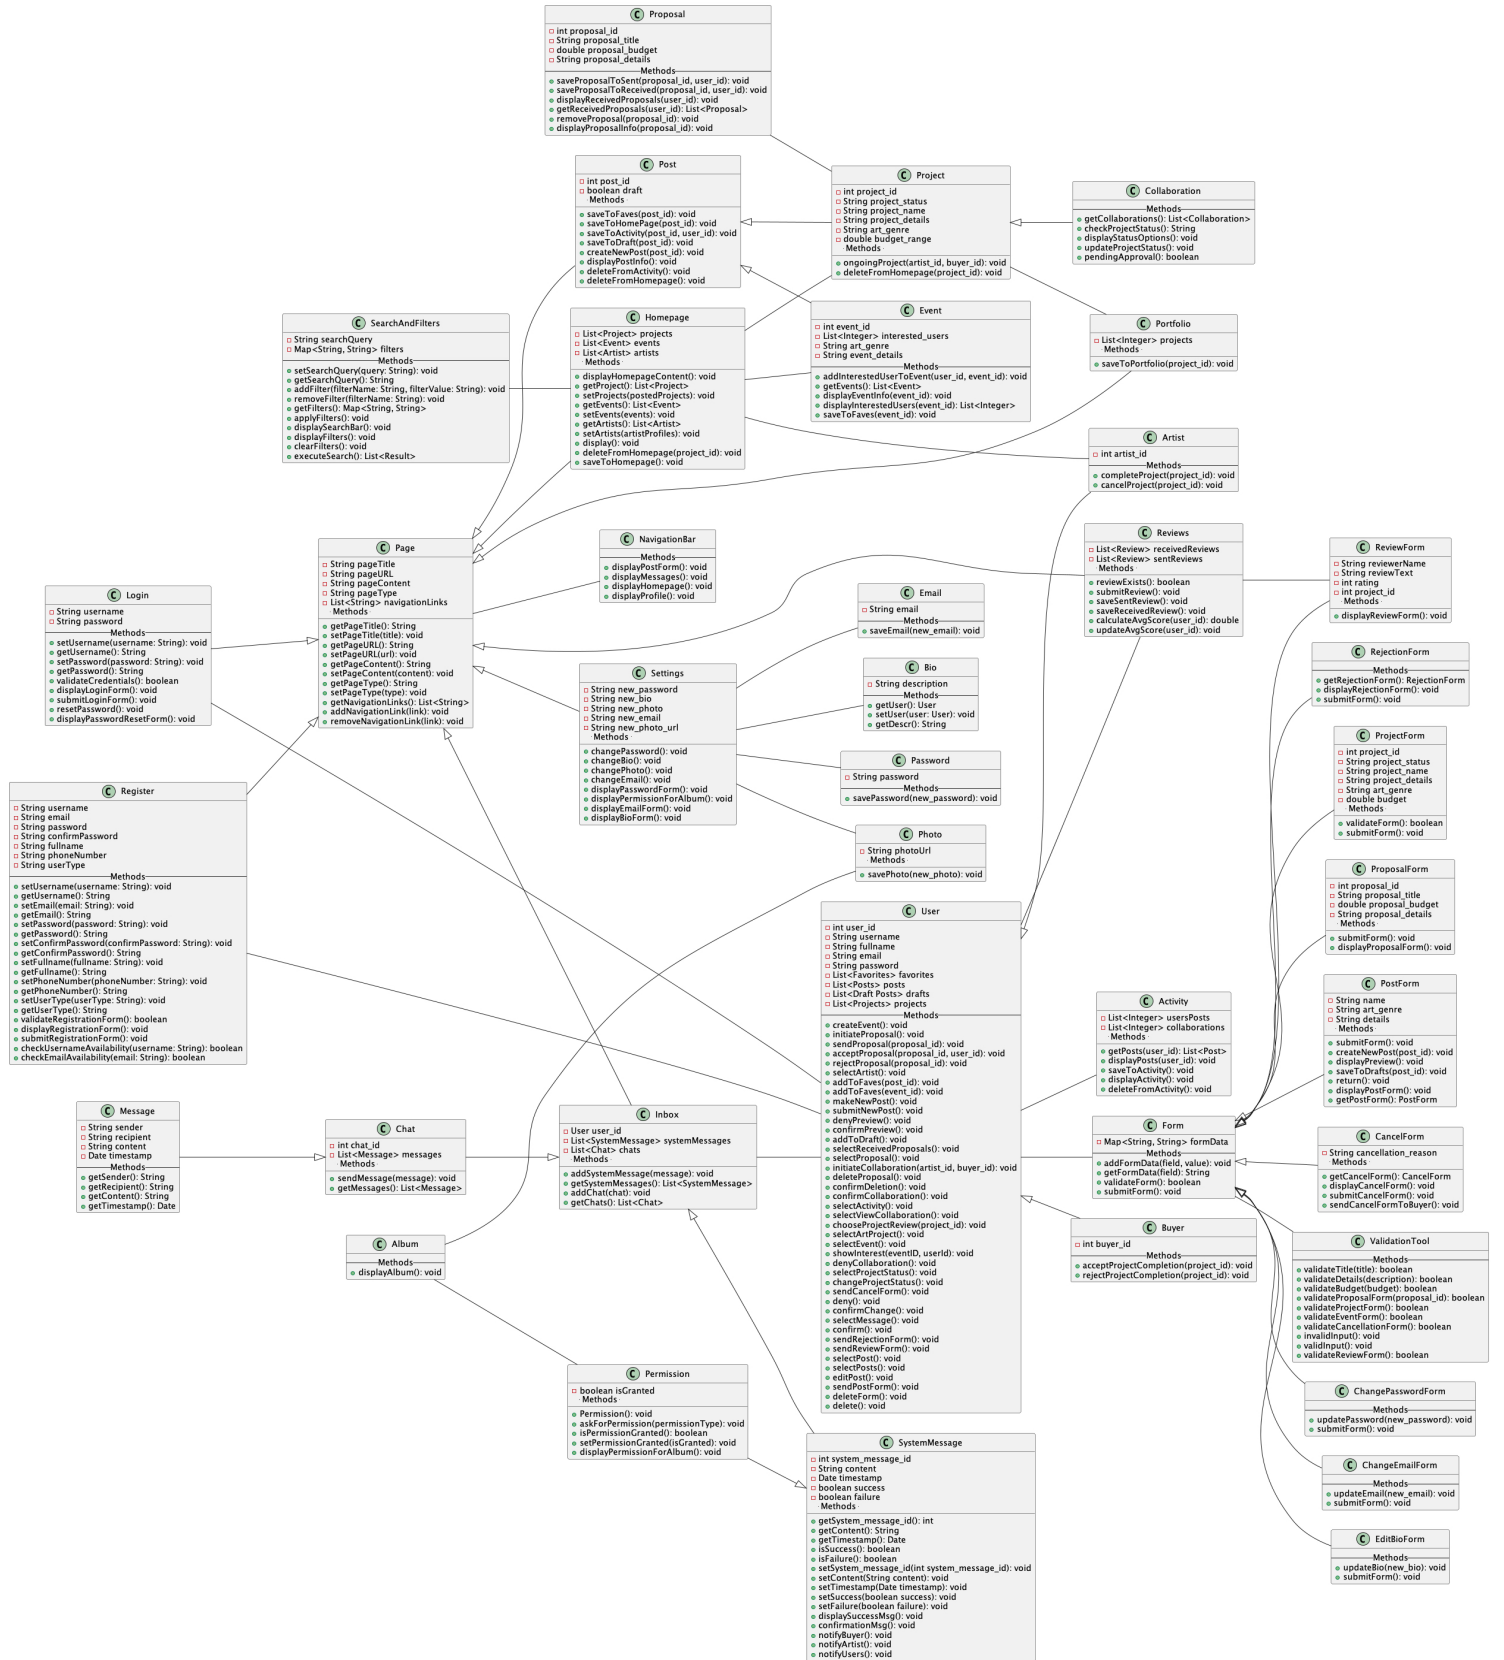 C Proposal
int proposal_id
String proposal_title
double proposal_budget
String proposal_details
Methods
saveProposalToSent(proposal_id, user_id): void
saveProposalToReceived(proposal_id, user_id): void
displayReceivedProposals(user_id): void
getReceivedProposals(user_id): List<Proposal>
removeProposal(proposal_id): void
displayProposalInfo(proposal_id): void
C Post
int post_id
boolean draft
Methods
saveToFaves(post_id): void
saveToHomePage(post_id): void
saveToActivity(post_id, user_id): void
saveToDraft(post_id): void
createNewPost(post_id): void
displayPostInfo(): void
deleteFromActivity(): void
deleteFromHomepage(): void
C Project
int project_id
String project_status
String project_name
String project_details
String art_genre
double budget_range
Methods
ongoingProject(artist_id, buyer_id): void
deleteFromHomepage(project_id): void
C Collaboration
Methods
getCollaborations(): List<Collaboration>
checkProjectStatus(): String
displayStatusOptions(): void
updateProjectStatus(): void
pendingApproval(): boolean
C SearchAndFilters
String searchQuery
Map<String, String> filters
Methods
setSearchQuery(query: String): void
getSearchQuery(): String
addFilter(filterName: String, filterValue: String): void
removeFilter(filterName: String): void
getFilters(): Map<String, String>
applyFilters(): void
displaySearchBar(): void
displayFilters(): void
clearFilters(): void
executeSearch(): List<Result>
C Homepage
List<Project> projects
List<Event> events
List<Artist> artists
Methods
displayHomepageContent(): void
getProject(): List<Project>
setProjects(postedProjects): void
getEvents(): List<Event>
setEvents(events): void
getArtists(): List<Artist>
setArtists(artistProfiles): void
display(): void
deleteFromHomepage(project_id): void
saveToHomepage(): void
C Event
int event_id
List<Integer> interested_users
String art_genre
String event_details
Methods
addInterestedUserToEvent(user_id, event_id): void
getEvents(): List<Event>
displayEventInfo(event_id): void
displayInterestedUsers(event_id): List<Integer>
saveToFaves(event_id): void
C Portfolio
List<Integer> projects
Methods
saveToPortfolio(project_id): void
C Artist
int artist_id
Methods
completeProject(project_id): void
cancelProject(project_id): void
C Page
String pageTitle
String pageURL
String pageContent
String pageType
List<String> navigationLinks
Methods
getPageTitle(): String
setPageTitle(title): void
getPageURL(): String
setPageURL(url): void
getPageContent(): String
setPageContent(content): void
getPageType(): String
setPageType(type): void
getNavigationLinks(): List<String>
addNavigationLink(link): void
removeNavigationLink(link): void
C NavigationBar
Methods
displayPostForm(): void
displayMessages(): void
displayHomepage(): void
displayProfile(): void
C Reviews
List<Review> receivedReviews
List<Review> sentReviews
Methods
reviewExists(): boolean
submitReview(): void
saveSentReview(): void
saveReceivedReview(): void
calculateAvgScore(user_id): double
updateAvgScore(user_id): void
C ReviewForm
String reviewerName
String reviewText
int rating
int project_id
Methods
displayReviewForm(): void
C Login
String username
String password
Methods
setUsername(username: String): void
getUsername(): String
setPassword(password: String): void
getPassword(): String
validateCredentials(): boolean
displayLoginForm(): void
submitLoginForm(): void
resetPassword(): void
displayPasswordResetForm(): void
C Email
String email
Methods
saveEmail(new_email): void
C Settings
String new_password
String new_bio
String new_photo
String new_email
String new_photo_url
Methods
changePassword(): void
changeBio(): void
changePhoto(): void
changeEmail(): void
displayPasswordForm(): void
displayPermissionForAlbum(): void
displayEmailForm(): void
displayBioForm(): void
C Bio
String description
Methods
getUser(): User
setUser(user: User): void
getDescr(): String
C RejectionForm
Methods
getRejectionForm(): RejectionForm
displayRejectionForm(): void
submitForm(): void
C Password
String password
Methods
savePassword(new_password): void
C ProjectForm
int project_id
String project_status
String project_name
String project_details
String art_genre
double budget
Methods
validateForm(): boolean
submitForm(): void
C Register
String username
String email
String password
String confirmPassword
String fullname
String phoneNumber
String userType
Methods
setUsername(username: String): void
getUsername(): String
setEmail(email: String): void
getEmail(): String
setPassword(password: String): void
getPassword(): String
setConfirmPassword(confirmPassword: String): void
getConfirmPassword(): String
setFullname(fullname: String): void
getFullname(): String
setPhoneNumber(phoneNumber: String): void
getPhoneNumber(): String
setUserType(userType: String): void
getUserType(): String
validateRegistrationForm(): boolean
displayRegistrationForm(): void
submitRegistrationForm(): void
checkUsernameAvailability(username: String): boolean
checkEmailAvailability(email: String): boolean
C Photo
String photoUrl
Methods
savePhoto(new_photo): void
C ProposalForm
int proposal_id
String proposal_title
double proposal_budget
String proposal_details
Methods
submitForm(): void
displayProposalForm(): void
C User
int user_id
String username
String fullname
String email
String password
List<Favorites> favorites
List<Posts> posts
List<Draft Posts> drafts
List<Projects> projects
Methods
createEvent(): void
initiateProposal(): void
sendProposal(proposal_id): void
acceptProposal(proposal_id, user_id): void
rejectProposal(proposal_id): void
selectArtist(): void
addToFaves(post_id): void
addToFaves(event_id): void
makeNewPost(): void
submitNewPost(): void
denyPreview(): void
confirmPreview(): void
addToDraft(): void
selectReceivedProposals(): void
selectProposal(): void
initiateCollaboration(artist_id, buyer_id): void
deleteProposal(): void
confirmDeletion(): void
confirmCollaboration(): void
selectActivity(): void
selectViewCollaboration(): void
chooseProjectReview(project_id): void
selectArtProject(): void
selectEvent(): void
showInterest(eventID, userId): void
denyCollaboration(): void
selectProjectStatus(): void
changeProjectStatus(): void
sendCancelForm(): void
deny(): void
confirmChange(): void
selectMessage(): void
confirm(): void
sendRejectionForm(): void
sendReviewForm(): void
selectPost(): void
selectPosts(): void
editPost(): void
sendPostForm(): void
deleteForm(): void
delete(): void
C PostForm
String name
String art_genre
String details
Methods
submitForm(): void
createNewPost(post_id): void
displayPreview(): void
saveToDrafts(post_id): void
return(): void
displayPostForm(): void
getPostForm(): PostForm
C Activity
List<Integer> usersPosts
List<Integer> collaborations
Methods
getPosts(user_id): List<Post>
displayPosts(user_id): void
saveToActivity(): void
displayActivity(): void
deleteFromActivity(): void
C Message
String sender
String recipient
String content
Date timestamp
Methods
getSender(): String
getRecipient(): String
getContent(): String
getTimestamp(): Date
C Chat
int chat_id
List<Message> messages
Methods
sendMessage(message): void
getMessages(): List<Message>
C Inbox
User user_id
List<SystemMessage> systemMessages
List<Chat> chats
Methods
addSystemMessage(message): void
getSystemMessages(): List<SystemMessage>
addChat(chat): void
getChats(): List<Chat>
C Form
Map<String, String> formData
Methods
addFormData(field, value): void
getFormData(field): String
validateForm(): boolean
submitForm(): void
C CancelForm
String cancellation_reason
Methods
getCancelForm(): CancelForm
displayCancelForm(): void
submitCancelForm(): void
sendCancelFormToBuyer(): void
C Album
Methods
displayAlbum(): void
C Buyer
int buyer_id
Methods
acceptProjectCompletion(project_id): void
rejectProjectCompletion(project_id): void
C ValidationTool
Methods
validateTitle(title): boolean
validateDetails(description): boolean
validateBudget(budget): boolean
validateProposalForm(proposal_id): boolean
validateProjectForm(): boolean
validateEventForm(): boolean
validateCancellationForm(): boolean
invalidInput(): void
validInput(): void
validateReviewForm(): boolean
C Permission
boolean isGranted
Methods
Permission(): void
askForPermission(permissionType): void
isPermissionGranted(): boolean
setPermissionGranted(isGranted): void
displayPermissionForAlbum(): void
C ChangePasswordForm
Methods
updatePassword(new_password): void
submitForm(): void
C SystemMessage
int system_message_id
String content
Date timestamp
boolean success
boolean failure
Methods
getSystem_message_id(): int
getContent(): String
getTimestamp(): Date
isSuccess(): boolean
isFailure(): boolean
setSystem_message_id(int system_message_id): void
setContent(String content): void
setTimestamp(Date timestamp): void
setSuccess(boolean success): void
setFailure(boolean failure): void
displaySuccessMsg(): void
confirmationMsg(): void
notifyBuyer(): void
notifyArtist(): void
notifyUsers(): void
C ChangeEmailForm
Methods
updateEmail(new_email): void
submitForm(): void
C EditBioForm
Methods
updateBio(new_bio): void
submitForm(): void